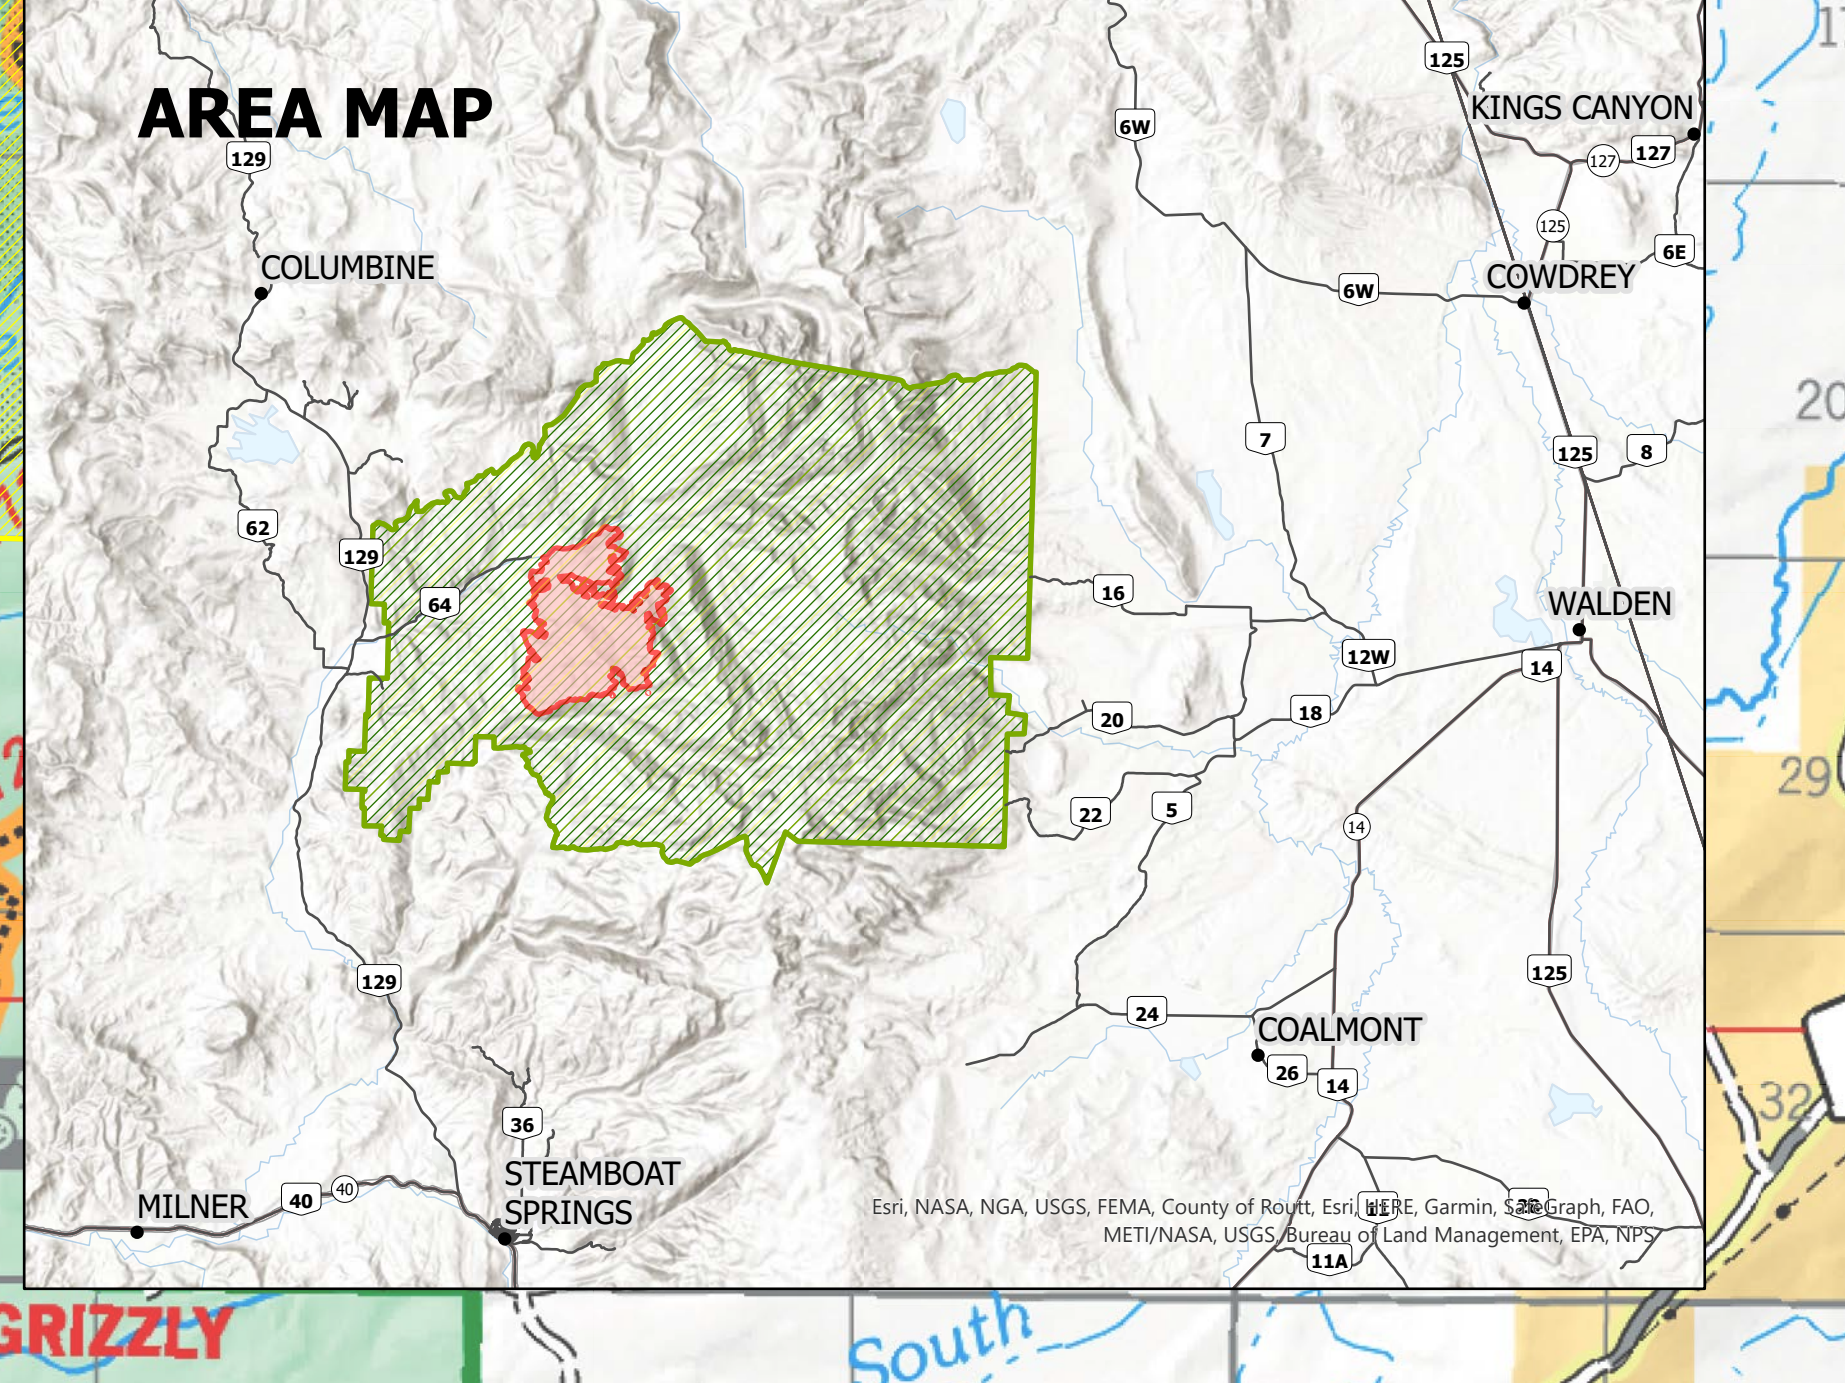 AREA MAP
125
KINGS CANYON
6W
129
127
127
125
6E
COLUMBINE
COWDREY
6W
20
7
125
8
62
129
64
16
WALDEN
12W
14
20
18
29
22
5
14
129
125
24
COALMONT
26
14
32
36
STEAMBOAT
SPRINGS
MILNER
40
40
Esri, NASA, NGA, USGS, FEMA, County of Routt, Esri, HERE, Garmin, SafeGraph, FAO,
METI/NASA, USGS, Bureau of Land Management, EPA, NPS
11
11A
GRIZZLY
South